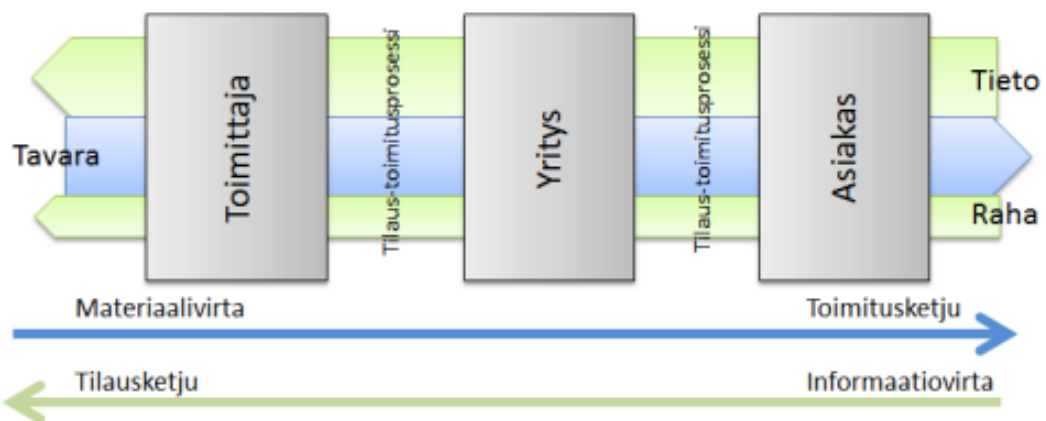 Tieto
Tavara
Raha
Toimittaja
Tilaus-toimitusprosessi
Yritys
Tilaus-toimitusprosessi
Asiakas
Materiaalivirta
Toimitusketju
Tilausketju
Informaatiovirta